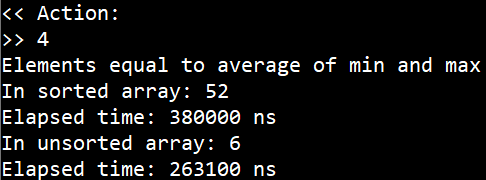 << Action:
>> 4
Elements equal to average of min and max
In sorted array: 52
Elapsed time: 380000 ns
In unsorted array: 6
Elapsed time: 263100 ns